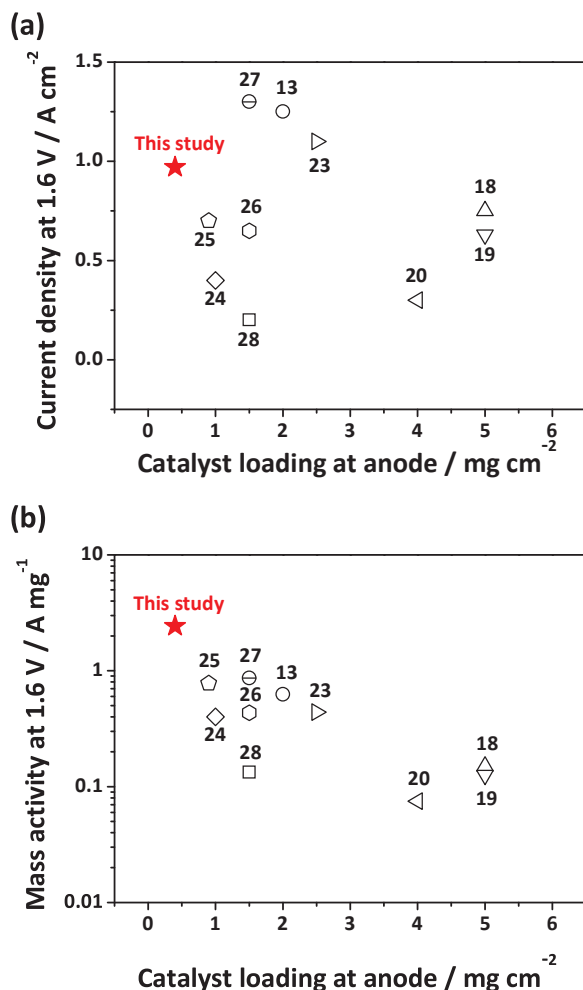 (a)
Current density at 1.6 V / A cm⁻²
1.5
1.0
0.5
0.0
27
13
This study
23
26
25
18
19
24
20
28
0 1 2 3 4 5 6
Catalyst loading at anode / mg cm⁻²
(b)
Mass activity at 1.6 V / A mg⁻¹
10
1
0.1
0.01
This study
25
27
13
23
26
24
28
18
20
19
0 1 2 3 4 5 6
Catalyst loading at anode / mg cm⁻²